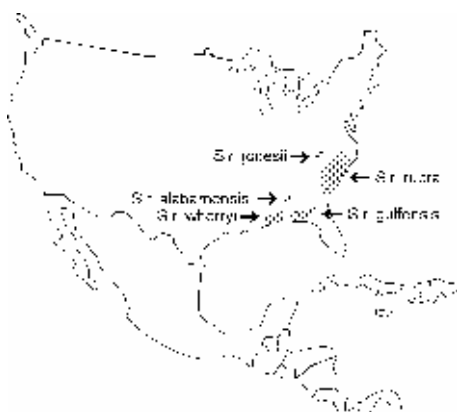 S.r. jonesii
S.r. rubra
S.r. alabamensis
S.r. wherryi
S.r. gulfensis